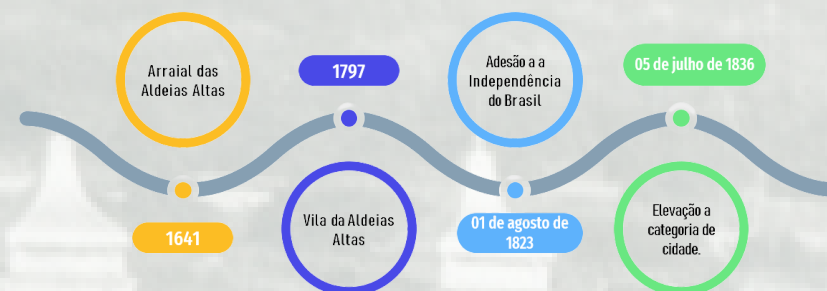 Arraial das
Aldeias Altas
1641
1797
Vila da Aldeias
Altas
Adesão a a
Independência
do Brasil
01 de agosto de
1823
05 de julho de 1836
Elevação a
categoria de
cidade.